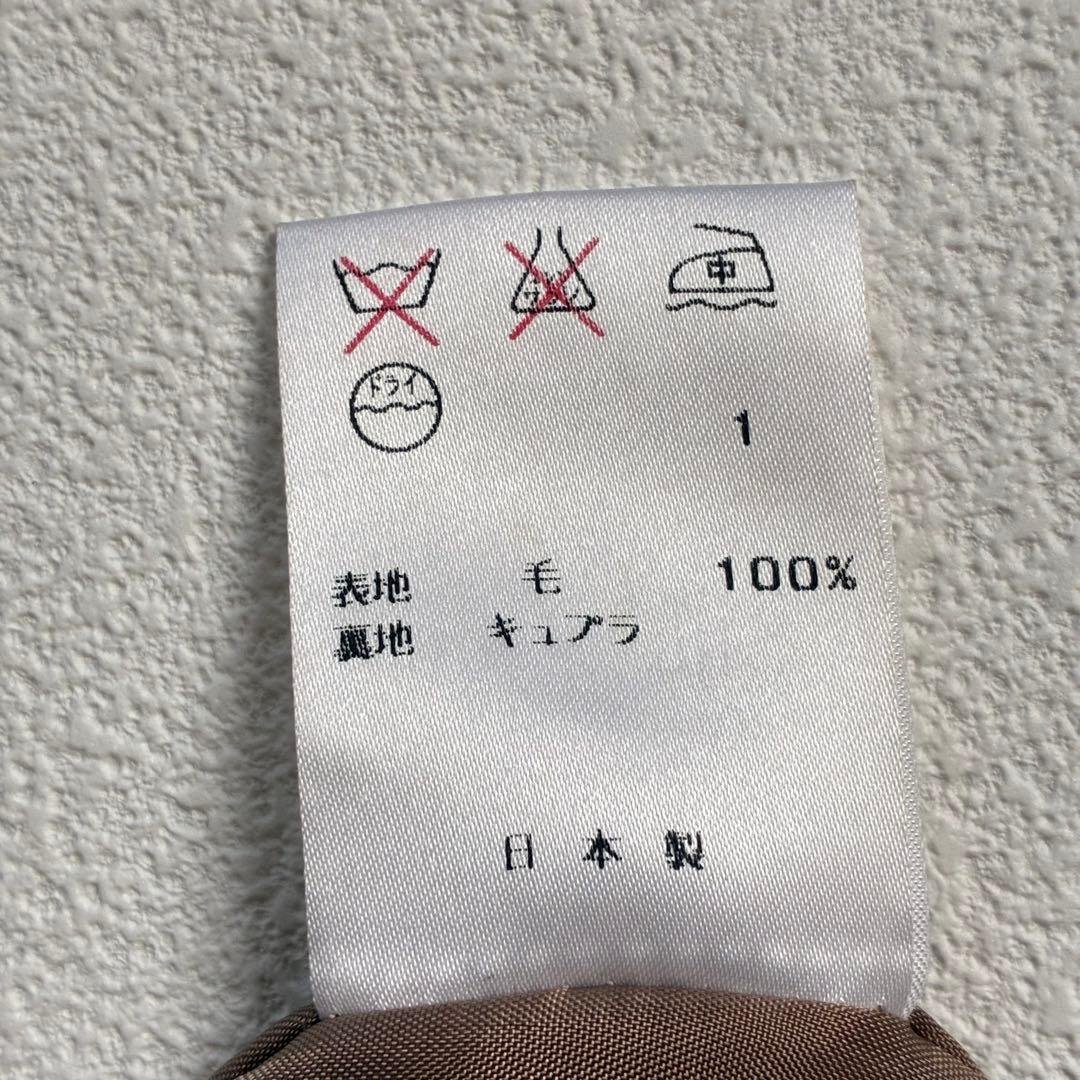 中
ドライ
1
表地 毛 100%
裏地 キュプラ
日本製